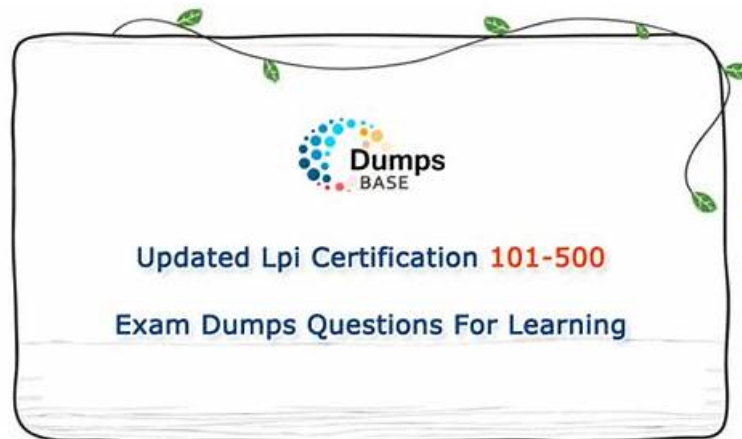 Dumps
BASE
Updated Lpi Certification 101-500
Exam Dumps Questions For Learning